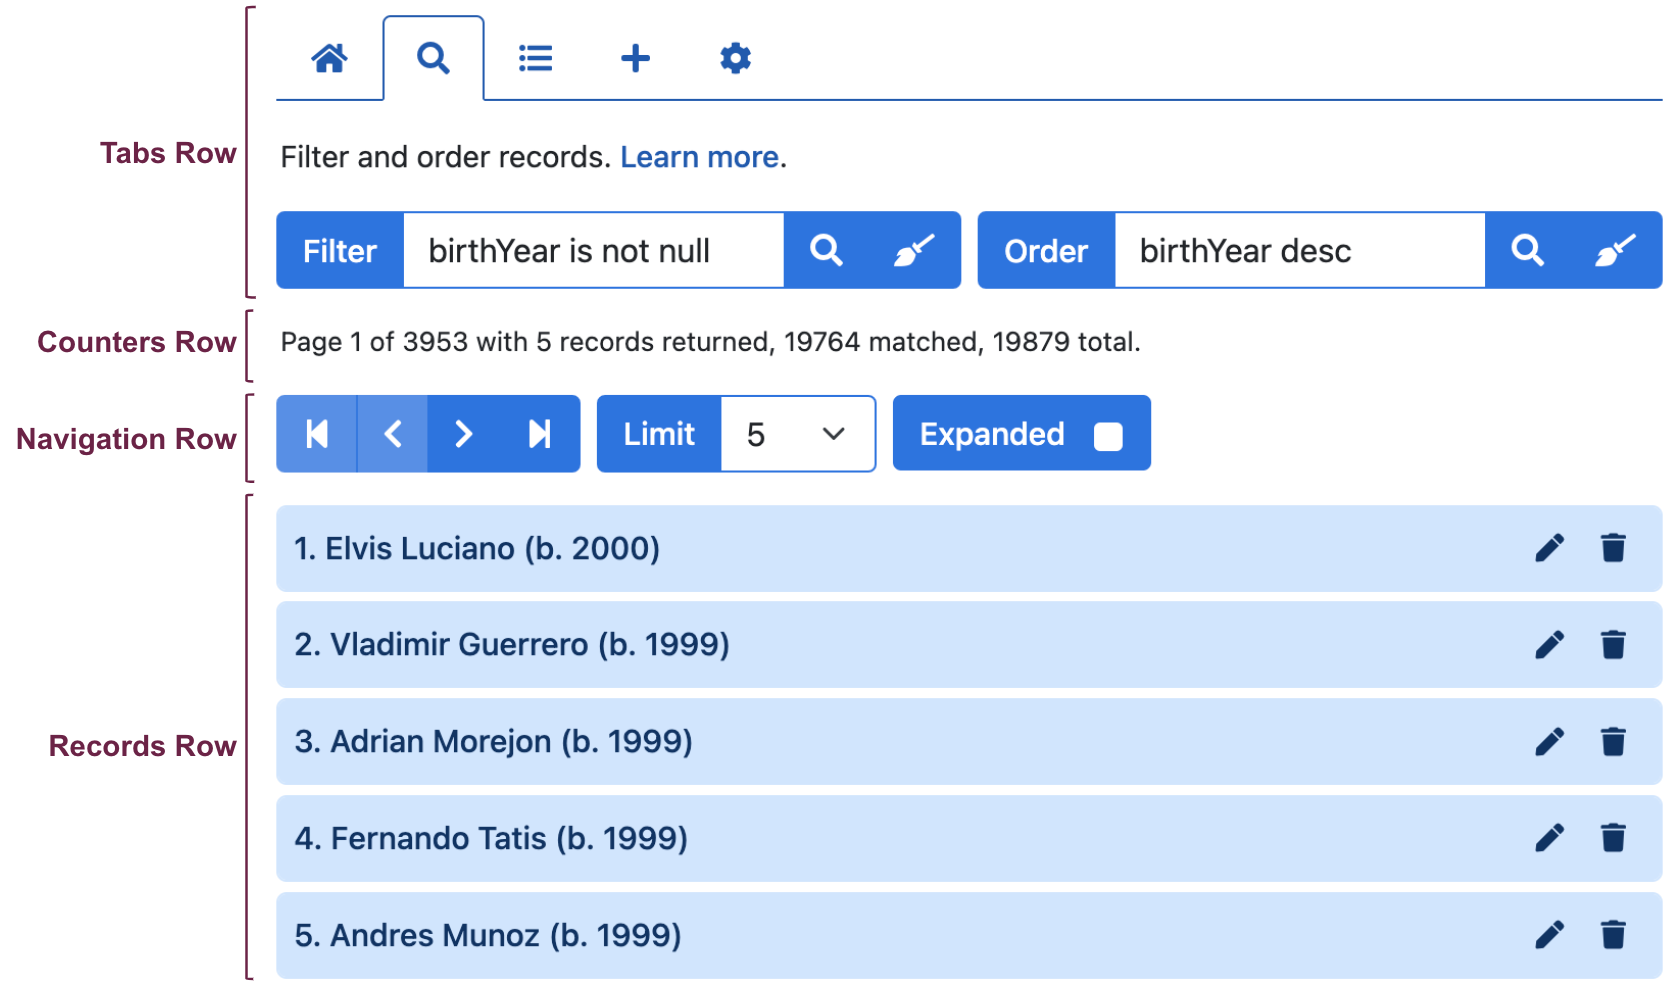 Tabs Row
Filter and order records. Learn more.
Filter birthYear is not null Order birthYear desc
Counters Row Page 1 of 3953 with 5 records returned, 19764 matched, 19879 total.
Navigation Row Limit 5 Expanded
Records Row
1. Elvis Luciano (b. 2000)
2. Vladimir Guerrero (b. 1999)
3. Adrian Morejon (b. 1999)
4. Fernando Tatis (b. 1999)
5. Andres Munoz (b. 1999)